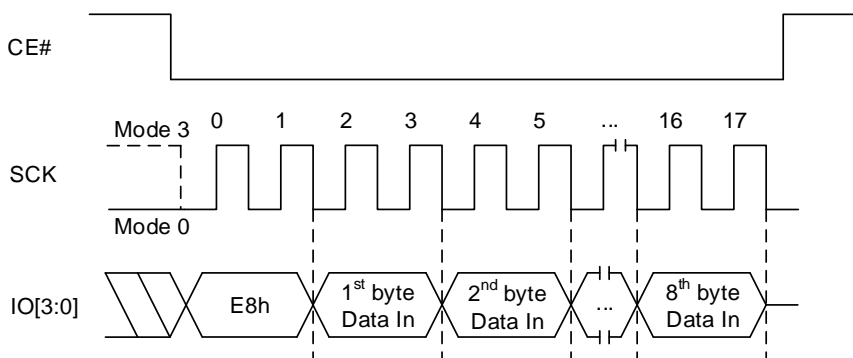 CE#
Mode 3
0 1 2 3 4 5 ... 16 17
SCK
Mode 0
IO[3:0]
E8h
1st byte
Data In
2nd byte
Data In
...
8th byte
Data In